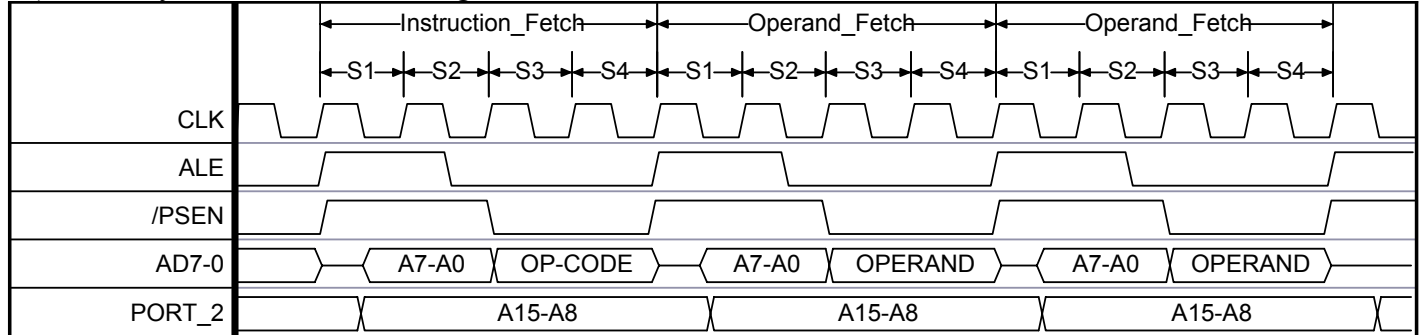 Instruction_Fetch Operand_Fetch Operand_Fetch
S1 S2 S3 S4 S1 S2 S3 S4 S1 S2 S3 S4
CLK
ALE
/PSEN
AD7-0 A7-A0 OP-CODE A7-A0 OPERAND A7-A0 OPERAND
PORT_2 A15-A8 A15-A8 A15-A8